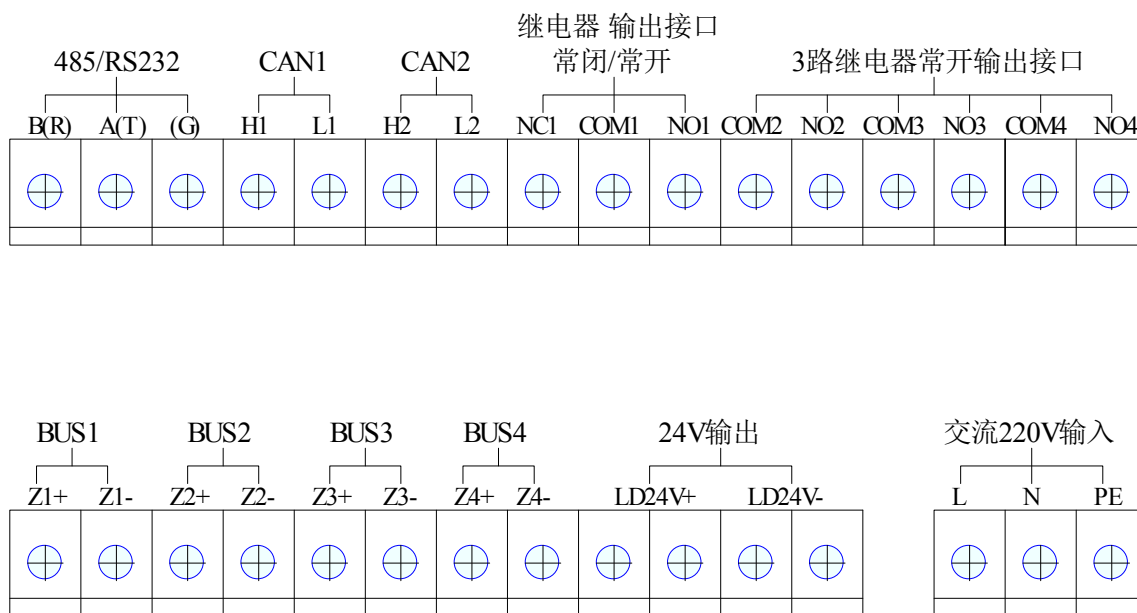 继电器 输出接口
485/RS232 CAN1 CAN2 常闭/常开 3路继电器常开输出接口
B(R) A(T) (G) H1 L1 H2 L2 NC1 COM1 NO1 COM2 NO2 COM3 NO3 COM4 NO4
BUS1 BUS2 BUS3 BUS4 24V输出 交流220V输入
Z1+ Z1- Z2+ Z2- Z3+ Z3- Z4+ Z4- LD24V+ LD24V- L N PE